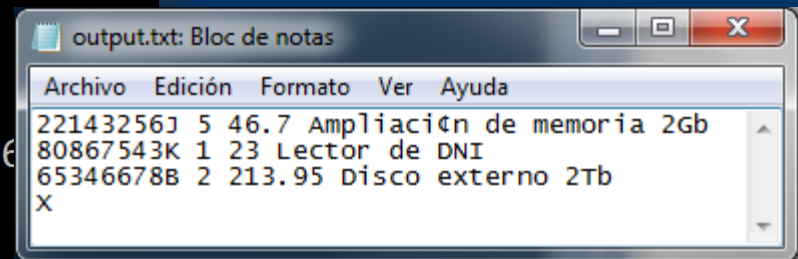 output.txt: Bloc de notas
Archivo Edición Formato Ver Ayuda
22143256J 5 46.7 Ampliaci¢n de memoria 2Gb
80867543K 1 23 Lector de DNI
65346678B 2 213.95 Disco externo 2Tb
X